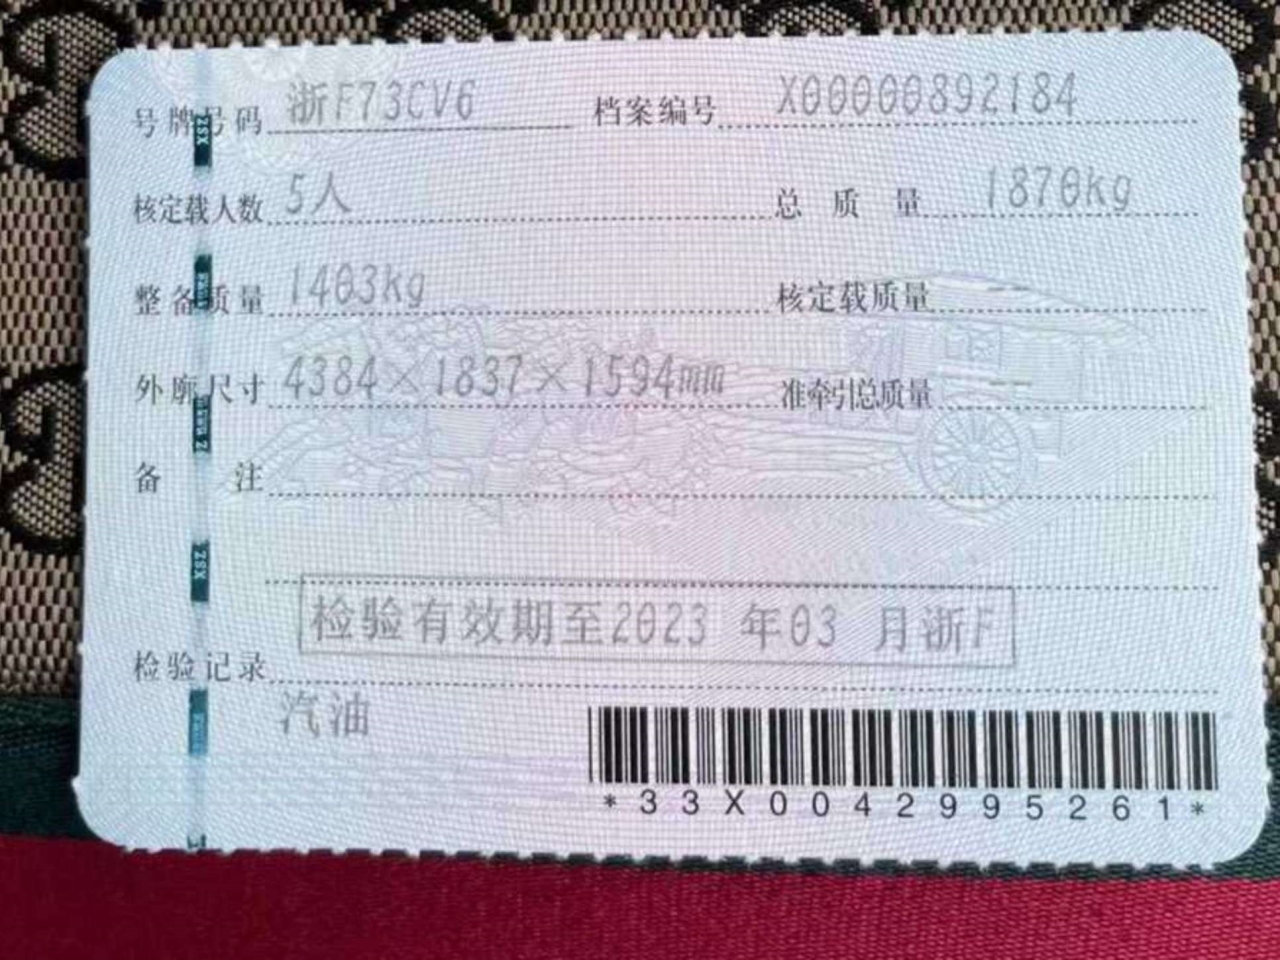 号牌号码 浙F73CV6 档案编号 X00000892184
核定载人数 5人 总质量 1870kg
整备质量 1403kg 核定载质量
外廓尺寸 4384×1837×1594mm 准牵引总质量
备注
检验有效期至2023 年03 月浙F
检验记录
汽油
*33X0042995261*
ZSX
ZSX